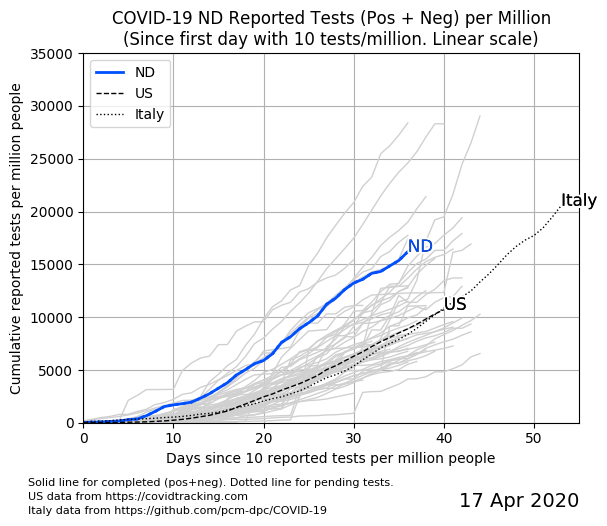 COVID-19 ND Reported Tests (Pos + Neg) per Million
(Since first day with 10 tests/million. Linear scale)
Cumulative reported tests per million people
35000
30000
25000
20000
15000
10000
5000
0
ND
US
Italy
Italy
ND
US
0 10 20 30 40 50
Days since 10 reported tests per million people
Solid line for completed (pos+neg). Dotted line for pending tests.
US data from https://covidtracking.com
Italy data from https://github.com/pcm-dpc/COVID-19
17 Apr 2020